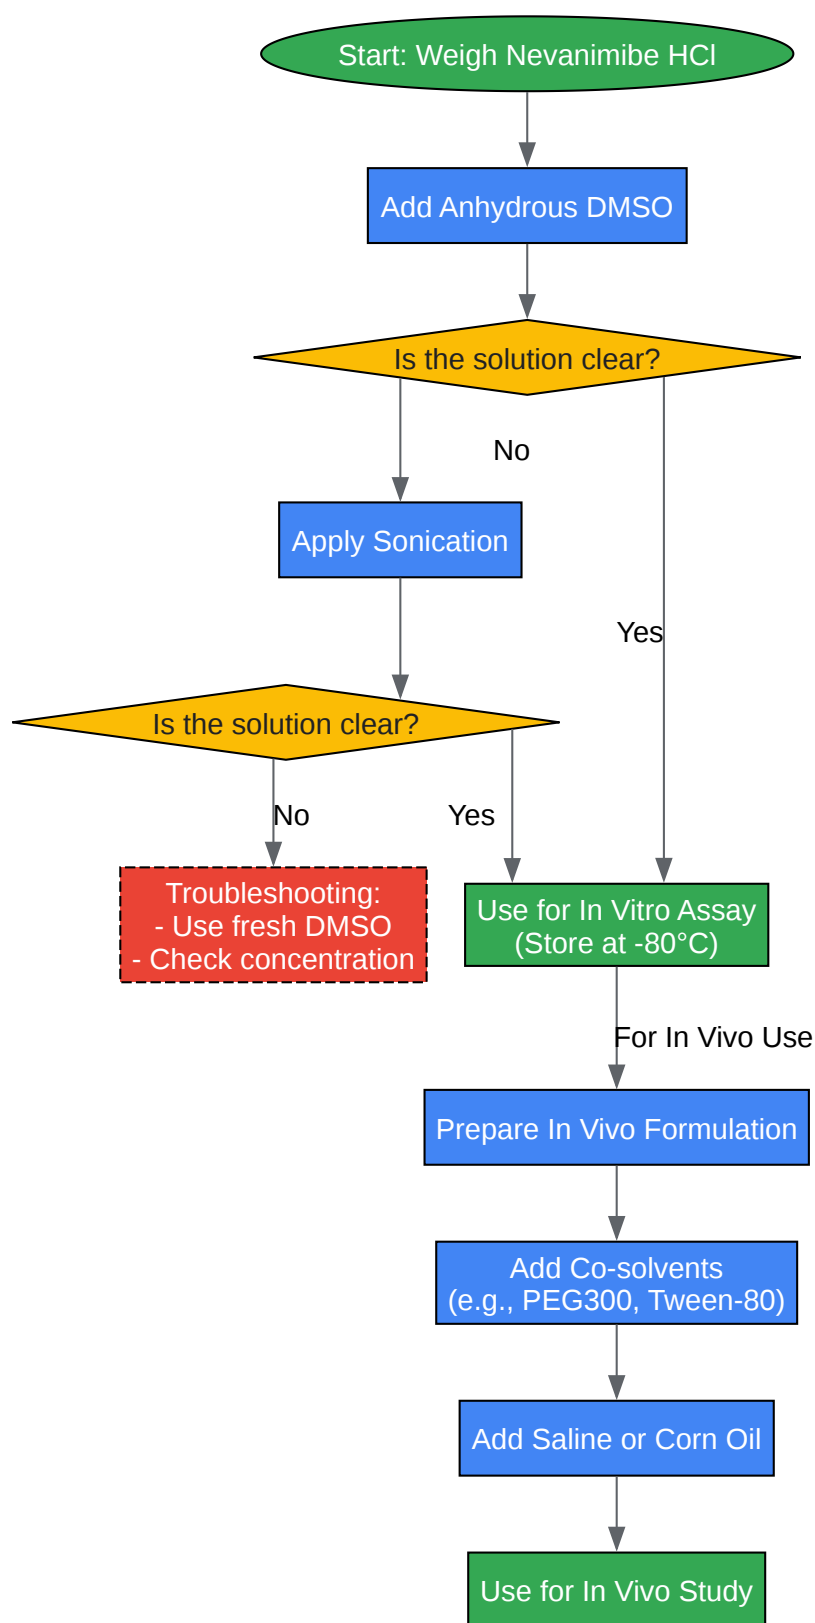 Start: Weigh Nevanimibe HCl
Add Anhydrous DMSO
Is the solution clear?
No
Apply Sonication
Yes
Is the solution clear?
No
Yes
Troubleshooting:
- Use fresh DMSO
- Check concentration
Use for In Vitro Assay
(Store at -80°C)
For In Vivo Use
Prepare In Vivo Formulation
Add Co-solvents
(e.g., PEG300, Tween-80)
Add Saline or Corn Oil
Use for In Vivo Study